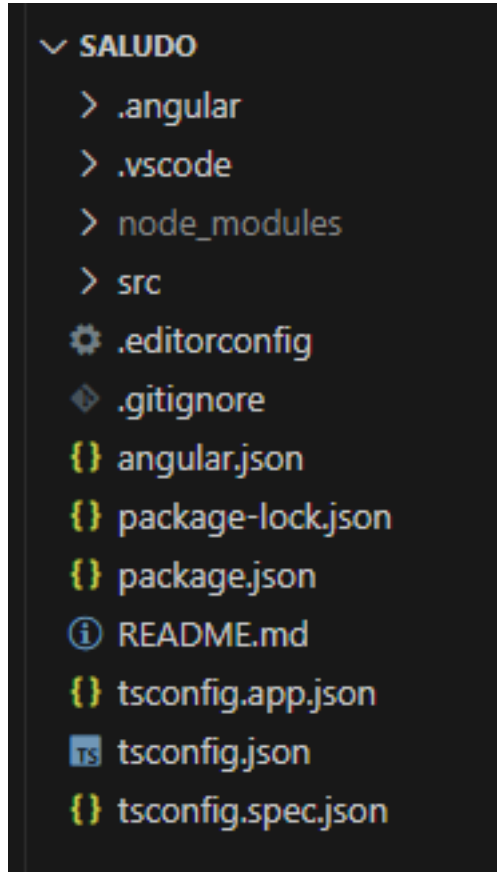 SALUDO
.angular
.vscode
node_modules
src
.editorconfig
.gitignore
angular.json
package-lock.json
package.json
README.md
tsconfig.app.json
tsconfig.json
tsconfig.spec.json